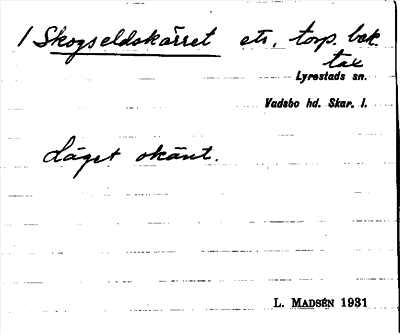 1 Skogseldskärret ets. torp. bek.
tax
Lyrestads sn.
Vadsbo hd. Skar. l.
Läget okänt.
L. MADSÉN 1931